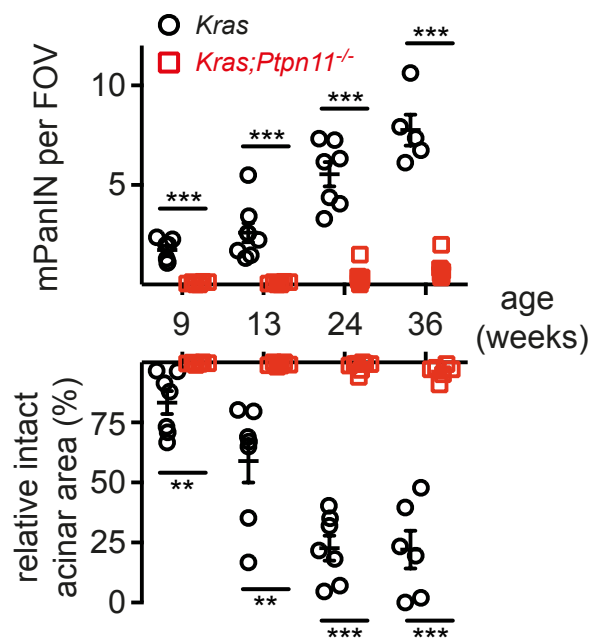 Kras
Kras;Ptpn11-/-
mPanIN per FOV
10
5
***
***
***
***
9 13 24 36
age
(weeks)
relative intact
acinar area (%)
75
50
25
0
**
**
***
***